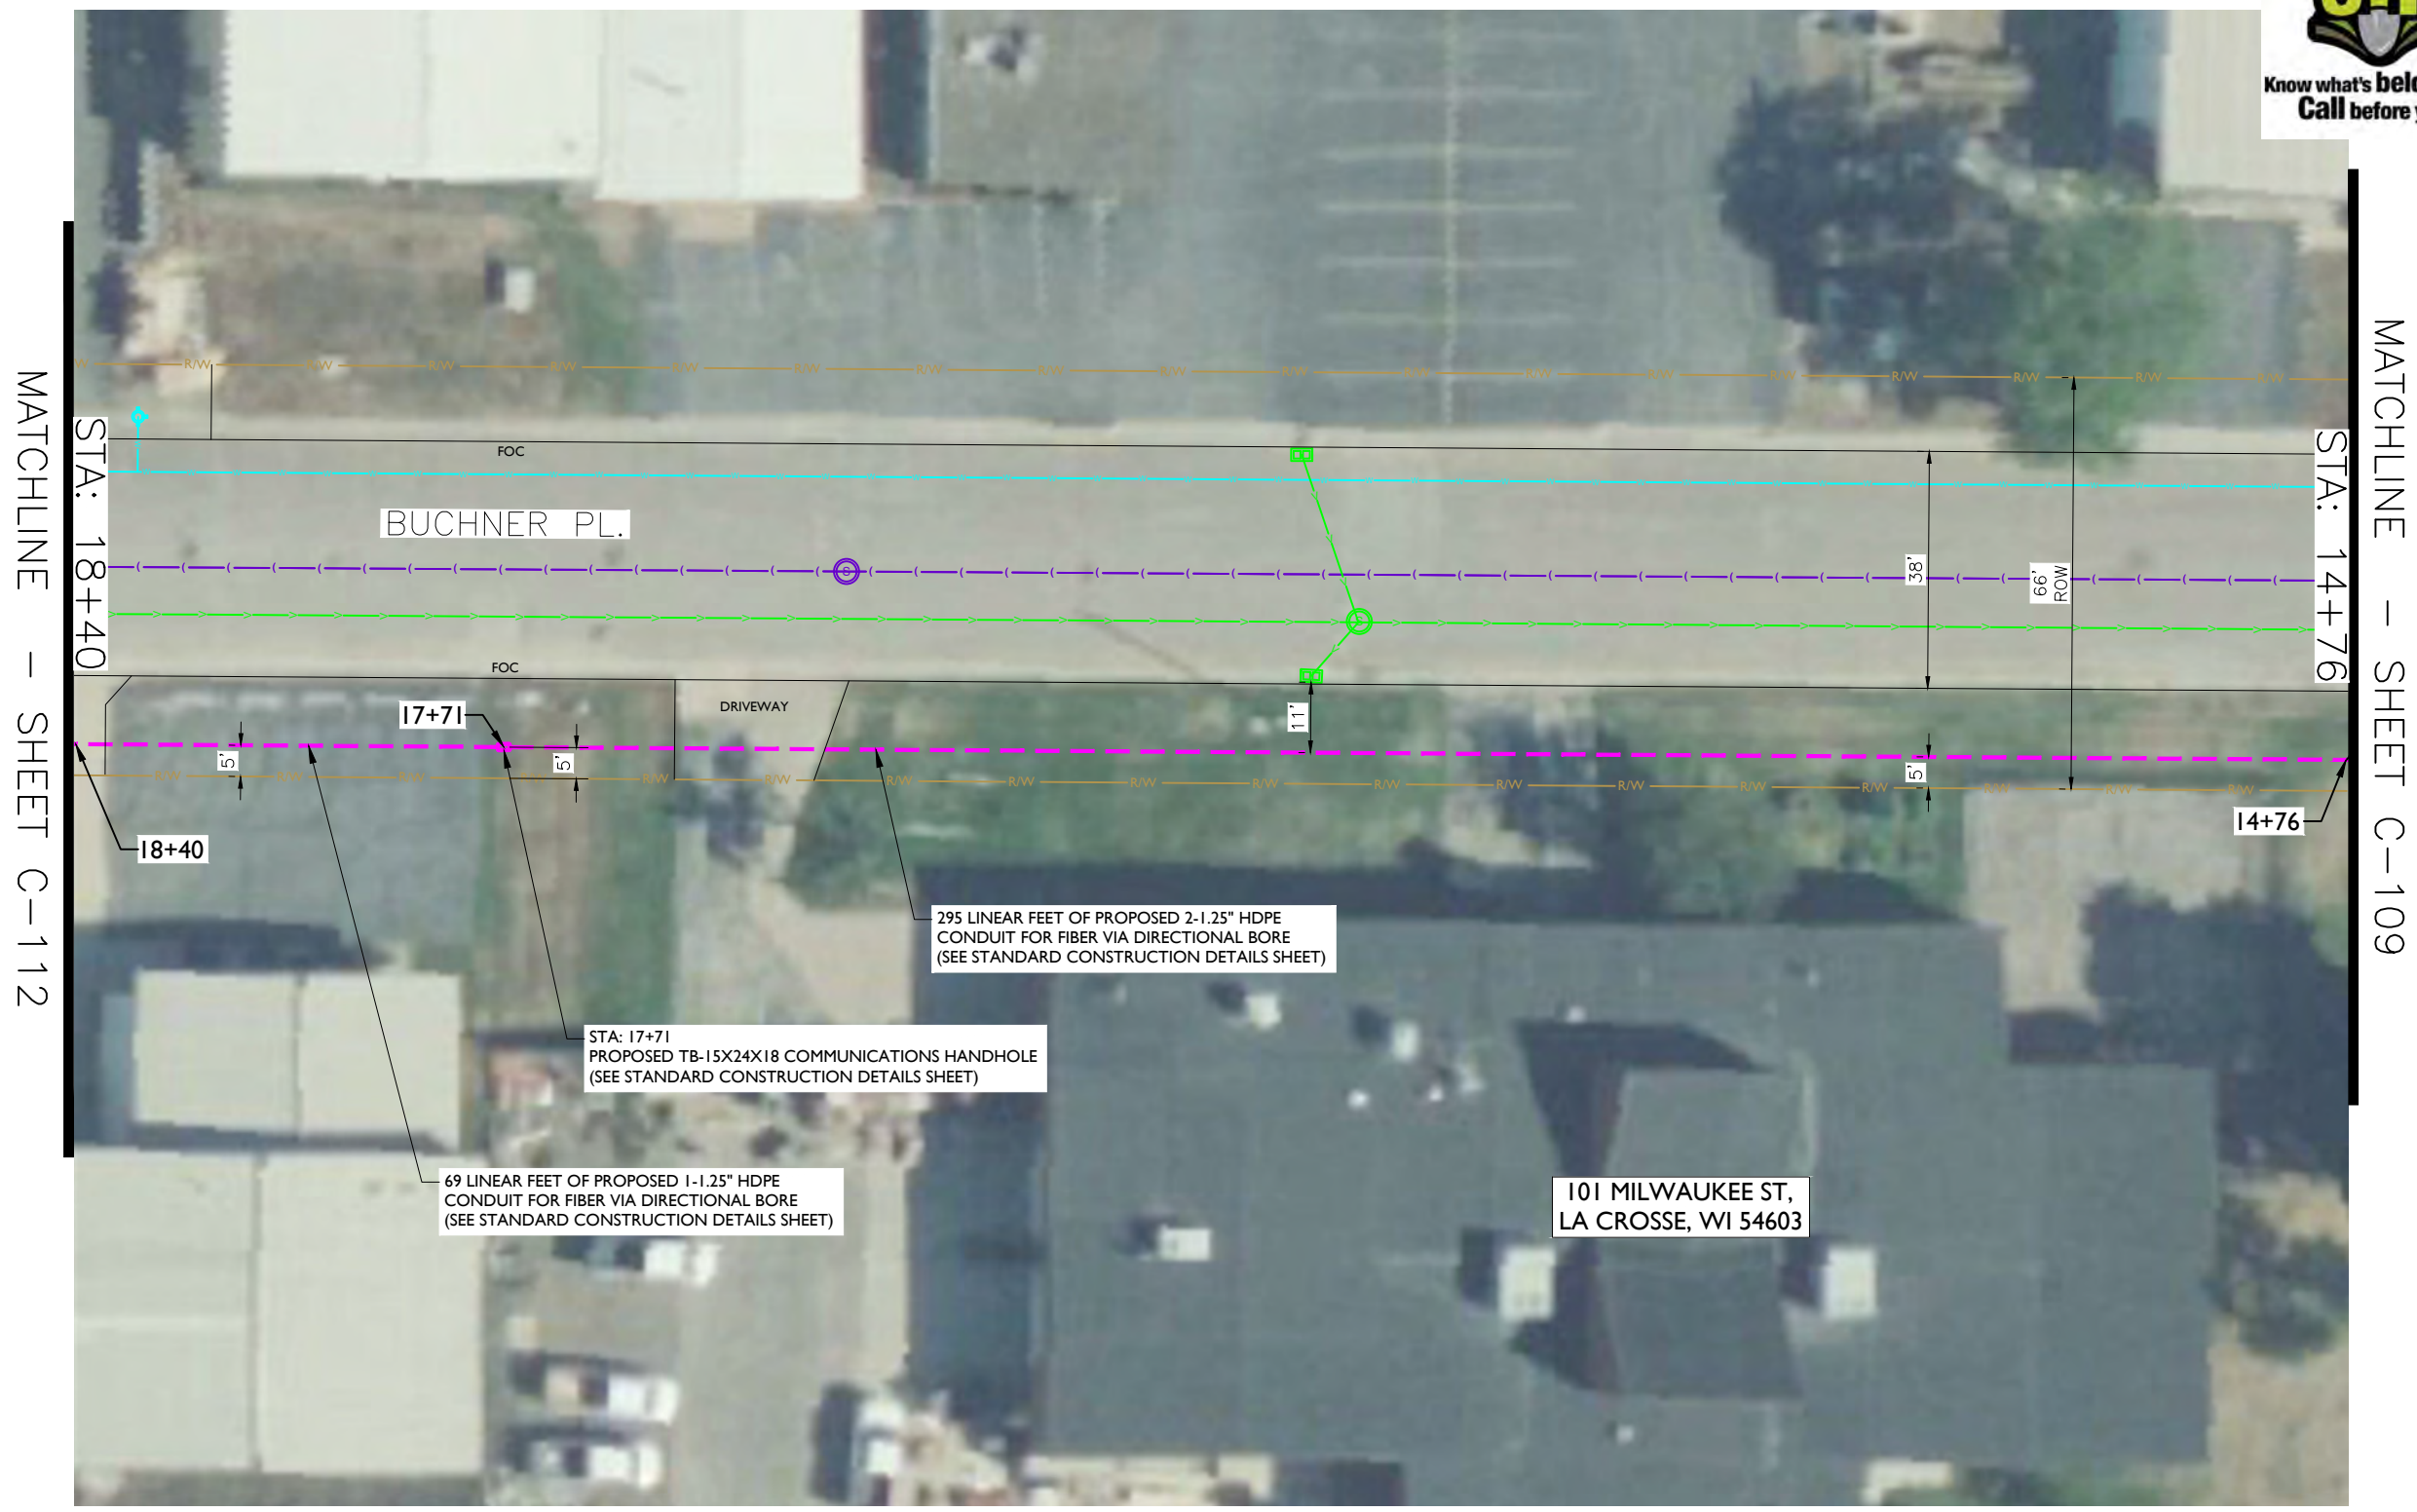 Know what's
Call before
MATCHLINE — SHEET C-112
STA: 18+40
MATCHLINE — SHEET C-109
STA: 14+76
R/W R/W R/W R/W R/W R/W R/W R/W R/W R/W R/W R/W R/W R/W R/W R/W R/W
FOC
BUCHNER PL.
38'
66'
ROW
FOC
17+71
DRIVEWAY
11'
5'
5'
5'
R/W R/W R/W R/W R/W R/W R/W R/W R/W R/W R/W R/W R/W R/W R/W R/W R/W
18+40
14+76
295 LINEAR FEET OF PROPOSED 2-1.25" HDPE
CONDUIT FOR FIBER VIA DIRECTIONAL BORE
(SEE STANDARD CONSTRUCTION DETAILS SHEET)
STA: 17+71
PROPOSED TB-15X24X18 COMMUNICATIONS HANDHOLE
(SEE STANDARD CONSTRUCTION DETAILS SHEET)
69 LINEAR FEET OF PROPOSED 1-1.25" HDPE
CONDUIT FOR FIBER VIA DIRECTIONAL BORE
(SEE STANDARD CONSTRUCTION DETAILS SHEET)
101 MILWAUKEE ST,
LA CROSSE, WI 54603